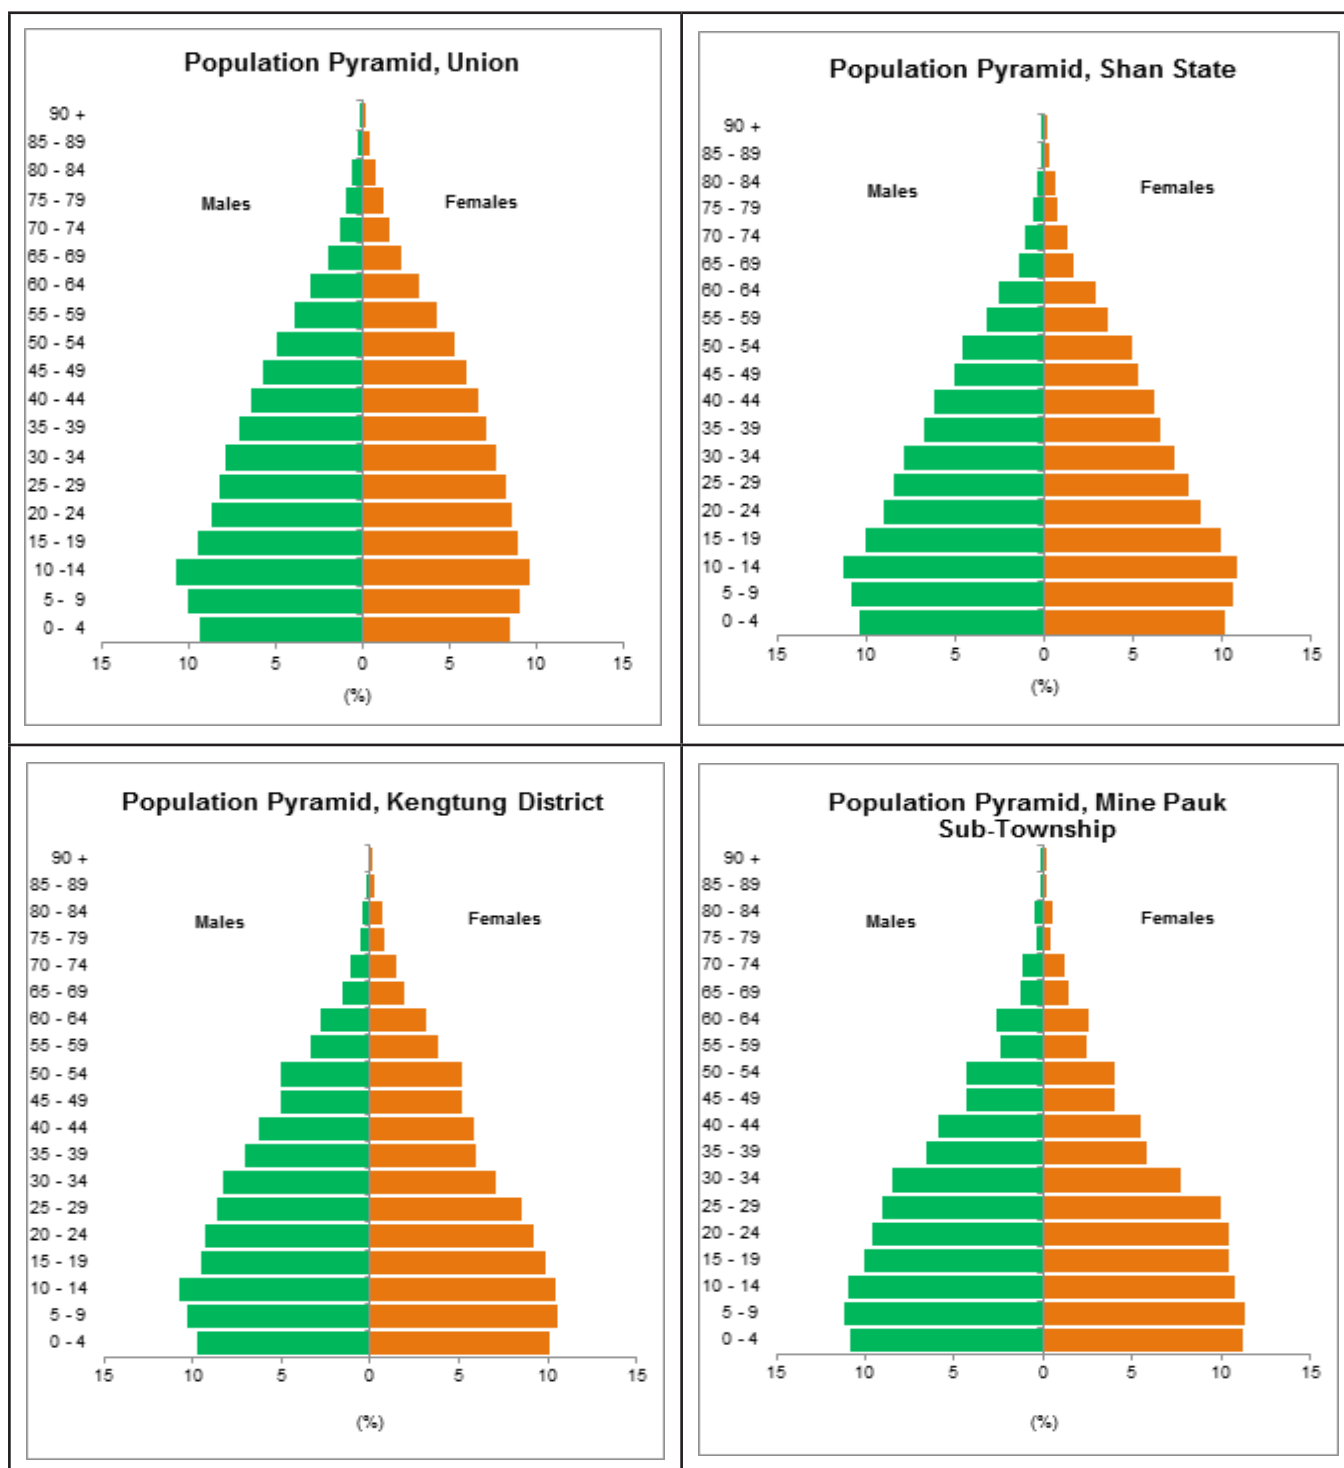 Population Pyramid, Union
90 +
85 - 89
80 - 84
75 - 79
70 - 74
65 - 69
60 - 64
55 - 59
50 - 54
45 - 49
40 - 44
35 - 39
30 - 34
25 - 29
20 - 24
15 - 19
10 -14
5 - 9
0 - 4
Males
Females
15 10 5 0 5 10 15
(%)
Population Pyramid, Shan State
90 +
85 - 89
80 - 84
75 - 79
70 - 74
65 - 69
60 - 64
55 - 59
50 - 54
45 - 49
40 - 44
35 - 39
30 - 34
25 - 29
20 - 24
15 - 19
10 - 14
5 - 9
0 - 4
Males
Females
15 10 5 0 5 10 15
(%)
Population Pyramid, Kengtung District
90 +
85 - 89
80 - 84
75 - 79
70 - 74
65 - 69
60 - 64
55 - 59
50 - 54
45 - 49
40 - 44
35 - 39
30 - 34
25 - 29
20 - 24
15 - 19
10 - 14
5 - 9
0 - 4
Males
Females
15 10 5 0 5 10 15
(%)
Population Pyramid, Mine Pauk
Sub-Township
90 +
85 - 89
80 - 84
75 - 79
70 - 74
65 - 69
60 - 64
55 - 59
50 - 54
45 - 49
40 - 44
35 - 39
30 - 34
25 - 29
20 - 24
15 - 19
10 - 14
5 - 9
0 - 4
Males
Females
15 10 5 0 5 10 15
(%)